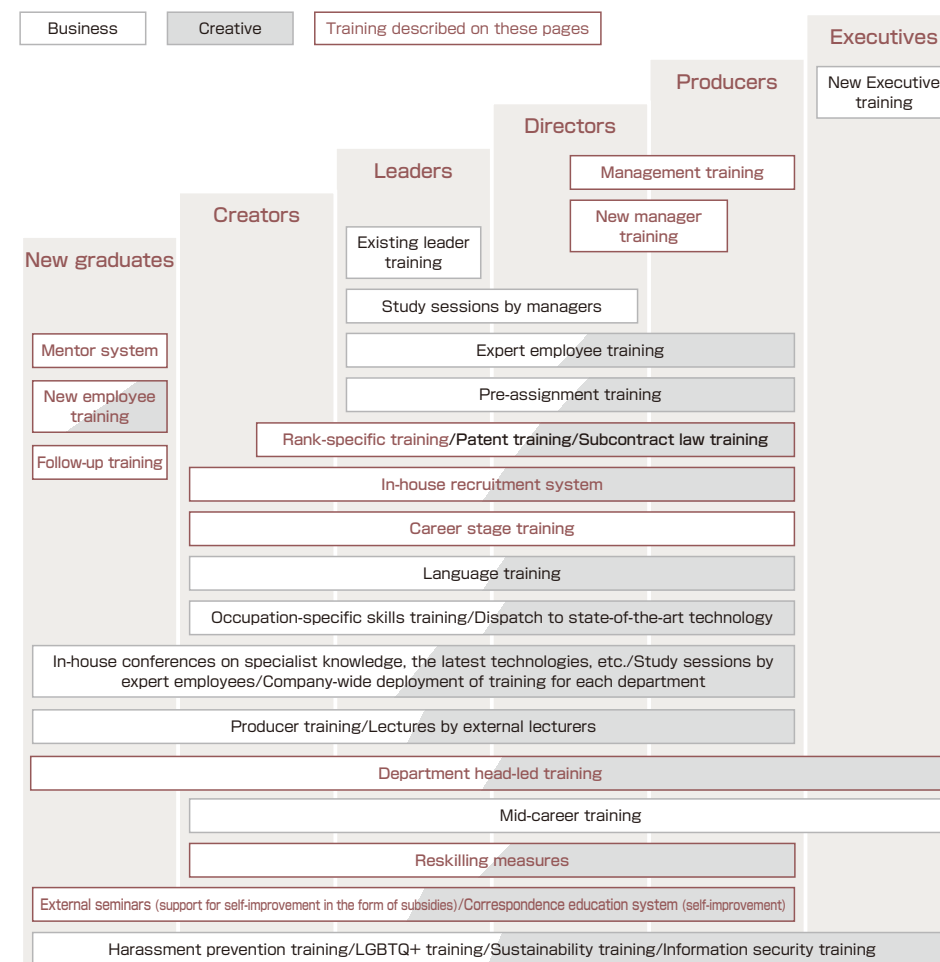 Business
Creative
Training described on these pages
Executives
New Executive
training
Producers
Directors
Management training
Leaders
New manager
training
Creators
Existing leader
training
New graduates
Study sessions by managers
Mentor system
Expert employee training
New employee
training
Pre-assignment training
Rank-specific training/Patent training/Subcontract law training
Follow-up training
In-house recruitment system
Career stage training
Language training
Occupation-specific skills training/Dispatch to state-of-the-art technology
In-house conferences on specialist knowledge, the latest technologies, etc./Study sessions by
expert employees/Company-wide deployment of training for each department
Producer training/Lectures by external lecturers
Department head-led training
Mid-career training
Reskilling measures
External seminars (support for self-improvement in the form of subsidies)/Correspondence education system (self-improvement)
Harassment prevention training/LGBTQ+ training/Sustainability training/Information security training